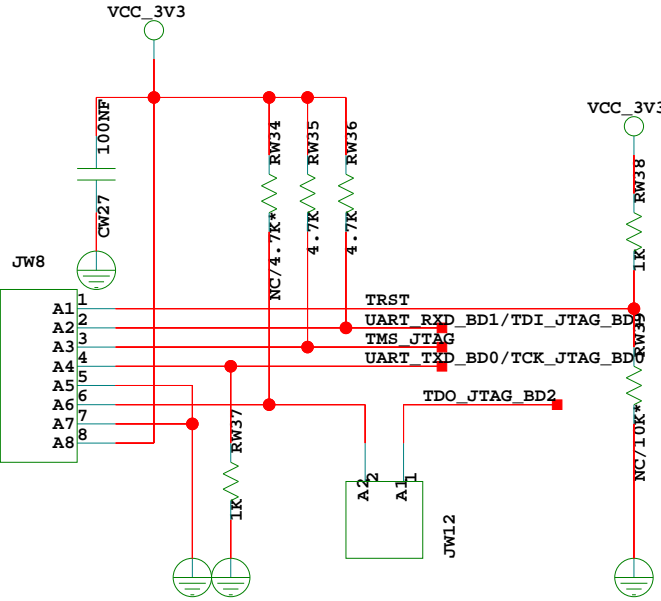 VCC_3V3
VCC_3V3
100NF
RW34
RW35
RW36
RW38
CW27
NC/4.7K*
4.7K
4.7K
1K
JW8
A1 1 TRST
A2 2 UART_RXD_BD1/TDI_JTAG_BD1
A3 3 TMS_JTAG
A4 4 UART_TXD_BD0/TCK_JTAG_BD0
RW39
A5 5
A6 6 TDO_JTAG_BD2
A7 7
A8 8
RW37
NC/10K*
1K
A2 2
A1 1
JW12